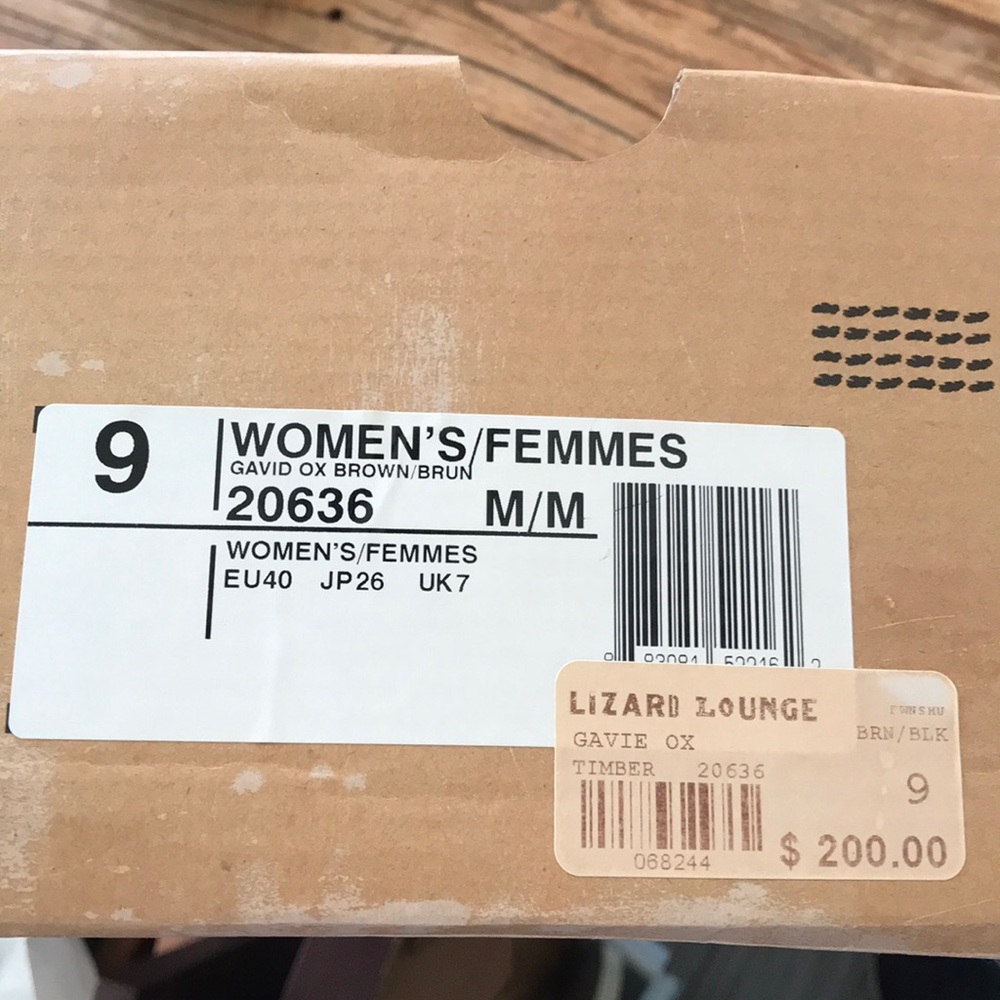 9
WOMEN'S/FEMMES
GAVID OX BROWN/BRUN
20636 M/M
WOMEN'S/FEMMES
EU40 JP26 UK7
LIZARD LOUNGE
GAVIE OX BRN/BLK
TIMBER 20636
9
068244
$ 200.00